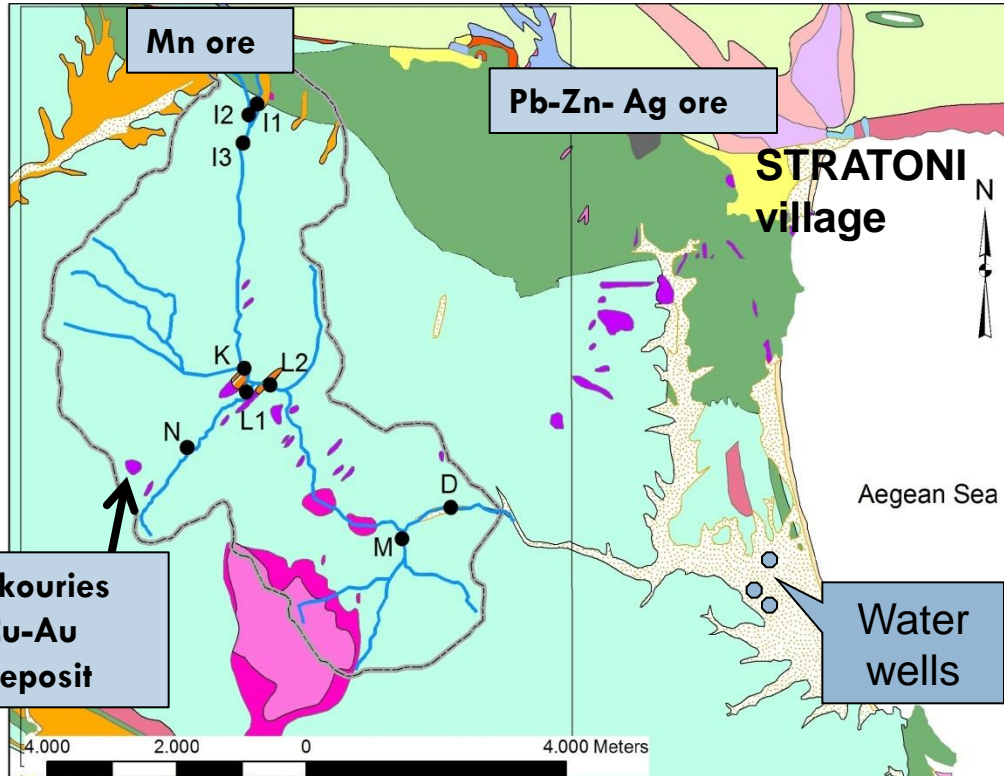 Mn ore
Pb-Zn- Ag ore
I2
I1
I3
STRATONI
village
N
K
L2
L1
N
D
M
Aegean Sea
kouries
Cu-Au
eposit
Water
wells
4.000
2.000
0
4.000 Meters